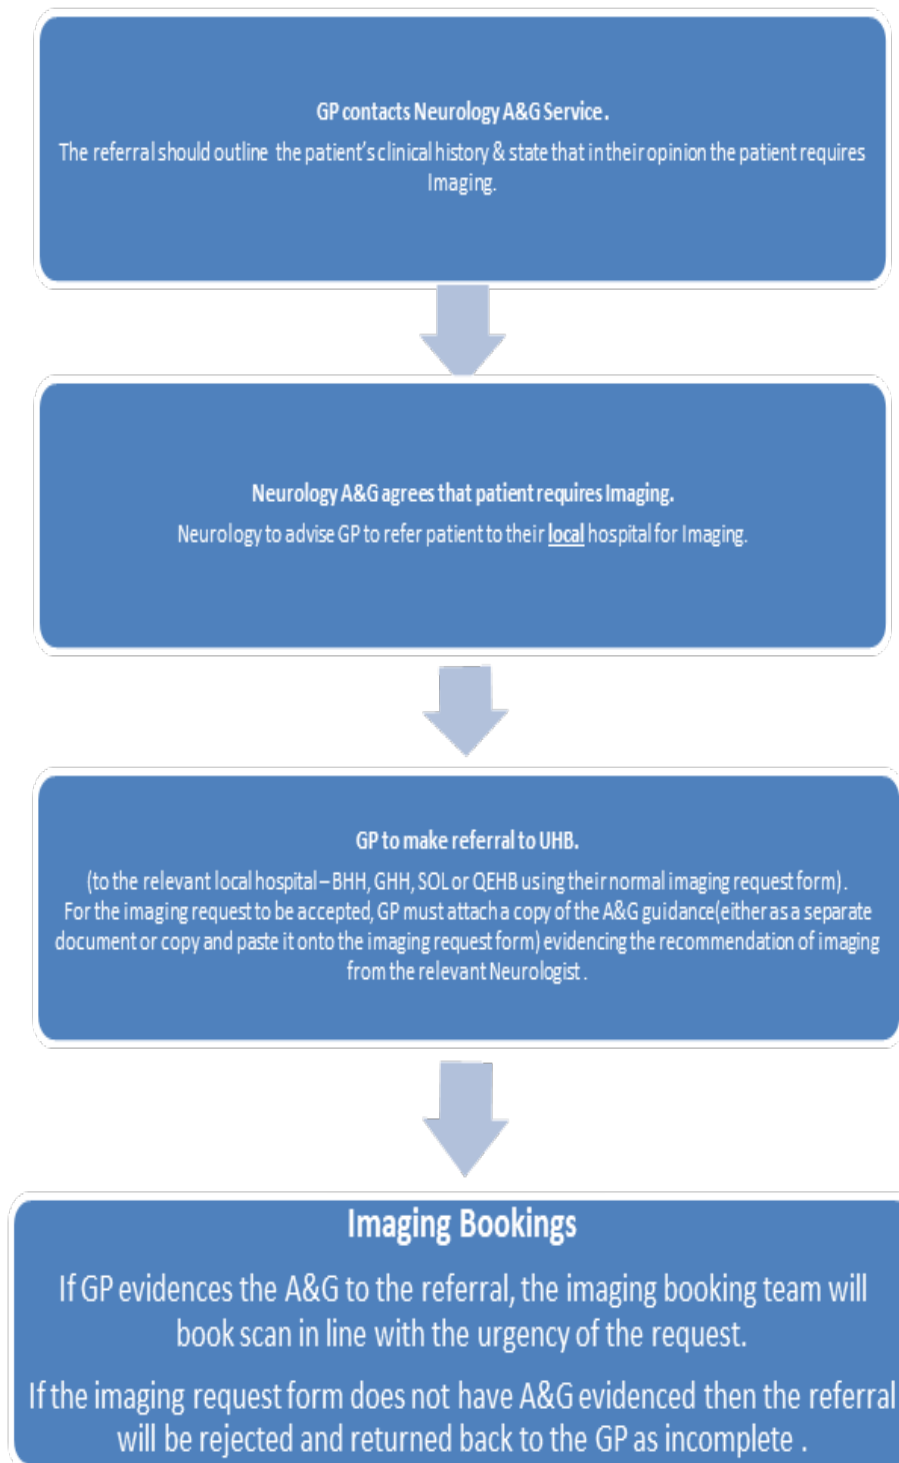 GP contacts Neurology A&G Service.
The referral should outline the patient's clinical history & state that in their opinion the patient requires
Imaging.
Neurology A&G agrees that patient requires Imaging.
Neurology to advise GP to refer patient to their local hospital for Imaging.
GP to make referral to UHB.
(to the relevant local hospital – BHH, GHH, SOL or QEHB using their normal imaging request form).
For the imaging request to be accepted, GP must attach a copy of the A&G guidance(either as a separate
document or copy and paste it onto the imaging request form) evidencing the recommendation of imaging
from the relevant Neurologist .
Imaging Bookings
If GP evidences the A&G to the referral, the imaging booking team will
book scan in line with the urgency of the request.
If the imaging request form does not have A&G evidenced then the referral
will be rejected and returned back to the GP as incomplete .